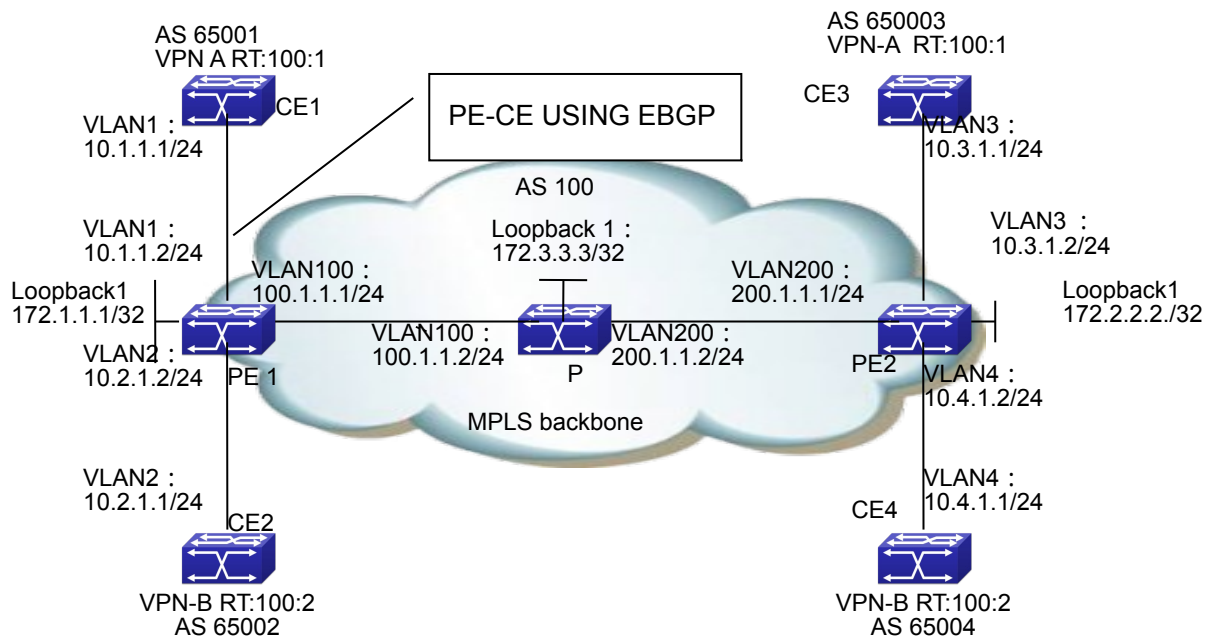 AS 65001
VPN A RT:100:1
CE1
VLAN1：
10.1.1.1/24
PE-CE USING EBGP
AS 650003
VPN-A  RT:100:1
CE3
VLAN3：
10.3.1.1/24
AS 100
VLAN1：
10.1.1.2/24
Loopback 1：
172.3.3.3/32
VLAN3：
10.3.1.2/24
VLAN100：
100.1.1.1/24
VLAN200：
200.1.1.1/24
Loopback1
172.1.1.1/32
Loopback1
172.2.2.2./32
VLAN100：
100.1.1.2/24
VLAN200：
200.1.1.2/24
VLAN2：
10.2.1.2/24
PE 1
P
PE2
VLAN4：
10.4.1.2/24
MPLS backbone
VLAN2：
10.2.1.1/24
VLAN4：
10.4.1.1/24
CE2
CE4
VPN-B RT:100:2
AS 65002
VPN-B RT:100:2
AS 65004